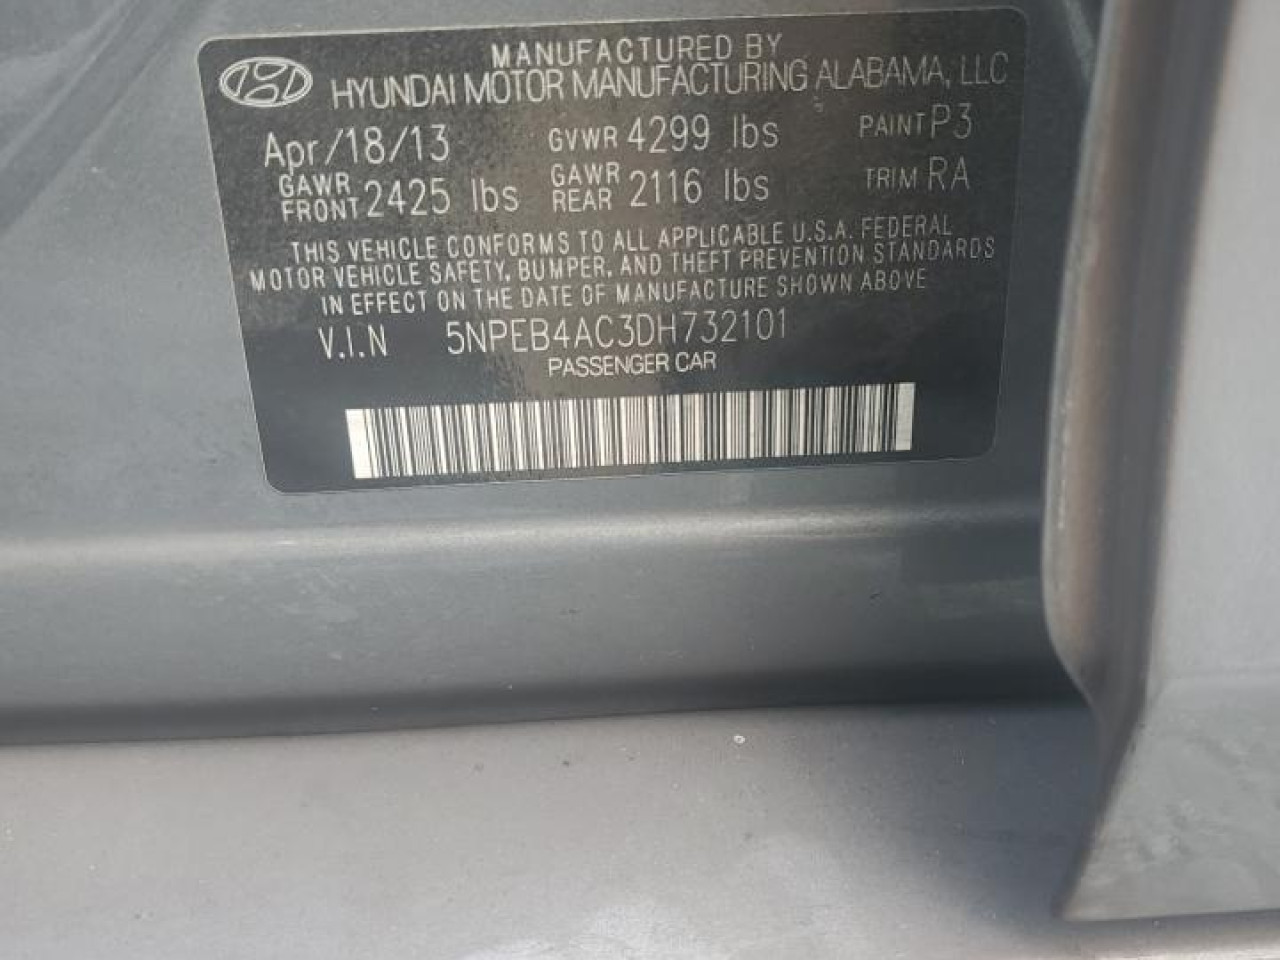 MANUFACTURED BY
HYUNDAI MOTOR MANUFACTURING ALABAMA, LLC
Apr/18/13 GVWR 4299 lbs PAINT P3
GAWR FRONT 2425 lbs GAWR REAR 2116 lbs TRIM RA
THIS VEHICLE CONFORMS TO ALL APPLICABLE U.S.A. FEDERAL
MOTOR VEHICLE SAFETY, BUMPER, AND THEFT PREVENTION STANDARDS
IN EFFECT ON THE DATE OF MANUFACTURE SHOWN ABOVE
V.I.N 5NPEB4AC3DH732101
PASSENGER CAR